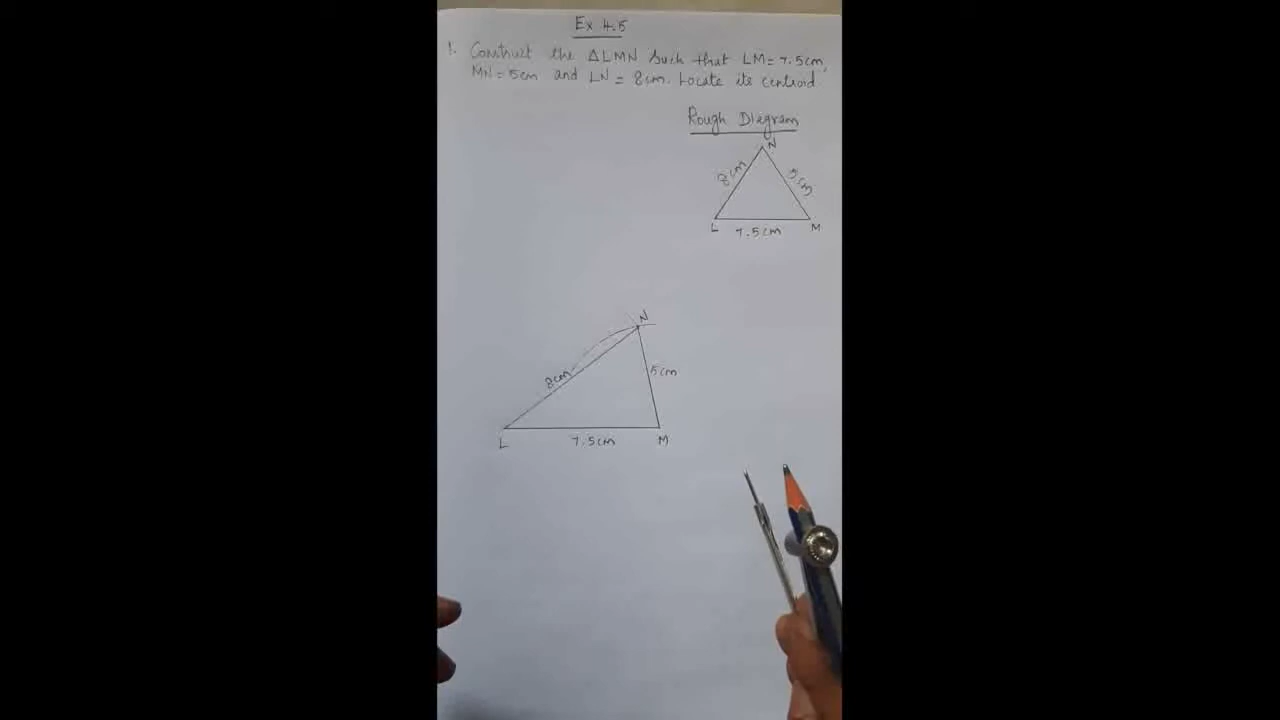 Ex 4.5
1. Construct the ΔLMN such that LM = 7.5cm,
MN = 5cm and LN = 8cm. Locate its centroid.
Rough Diagram
N
8cm 5cm
L M
7.5cm
N
8cm 5cm
L 7.5cm M